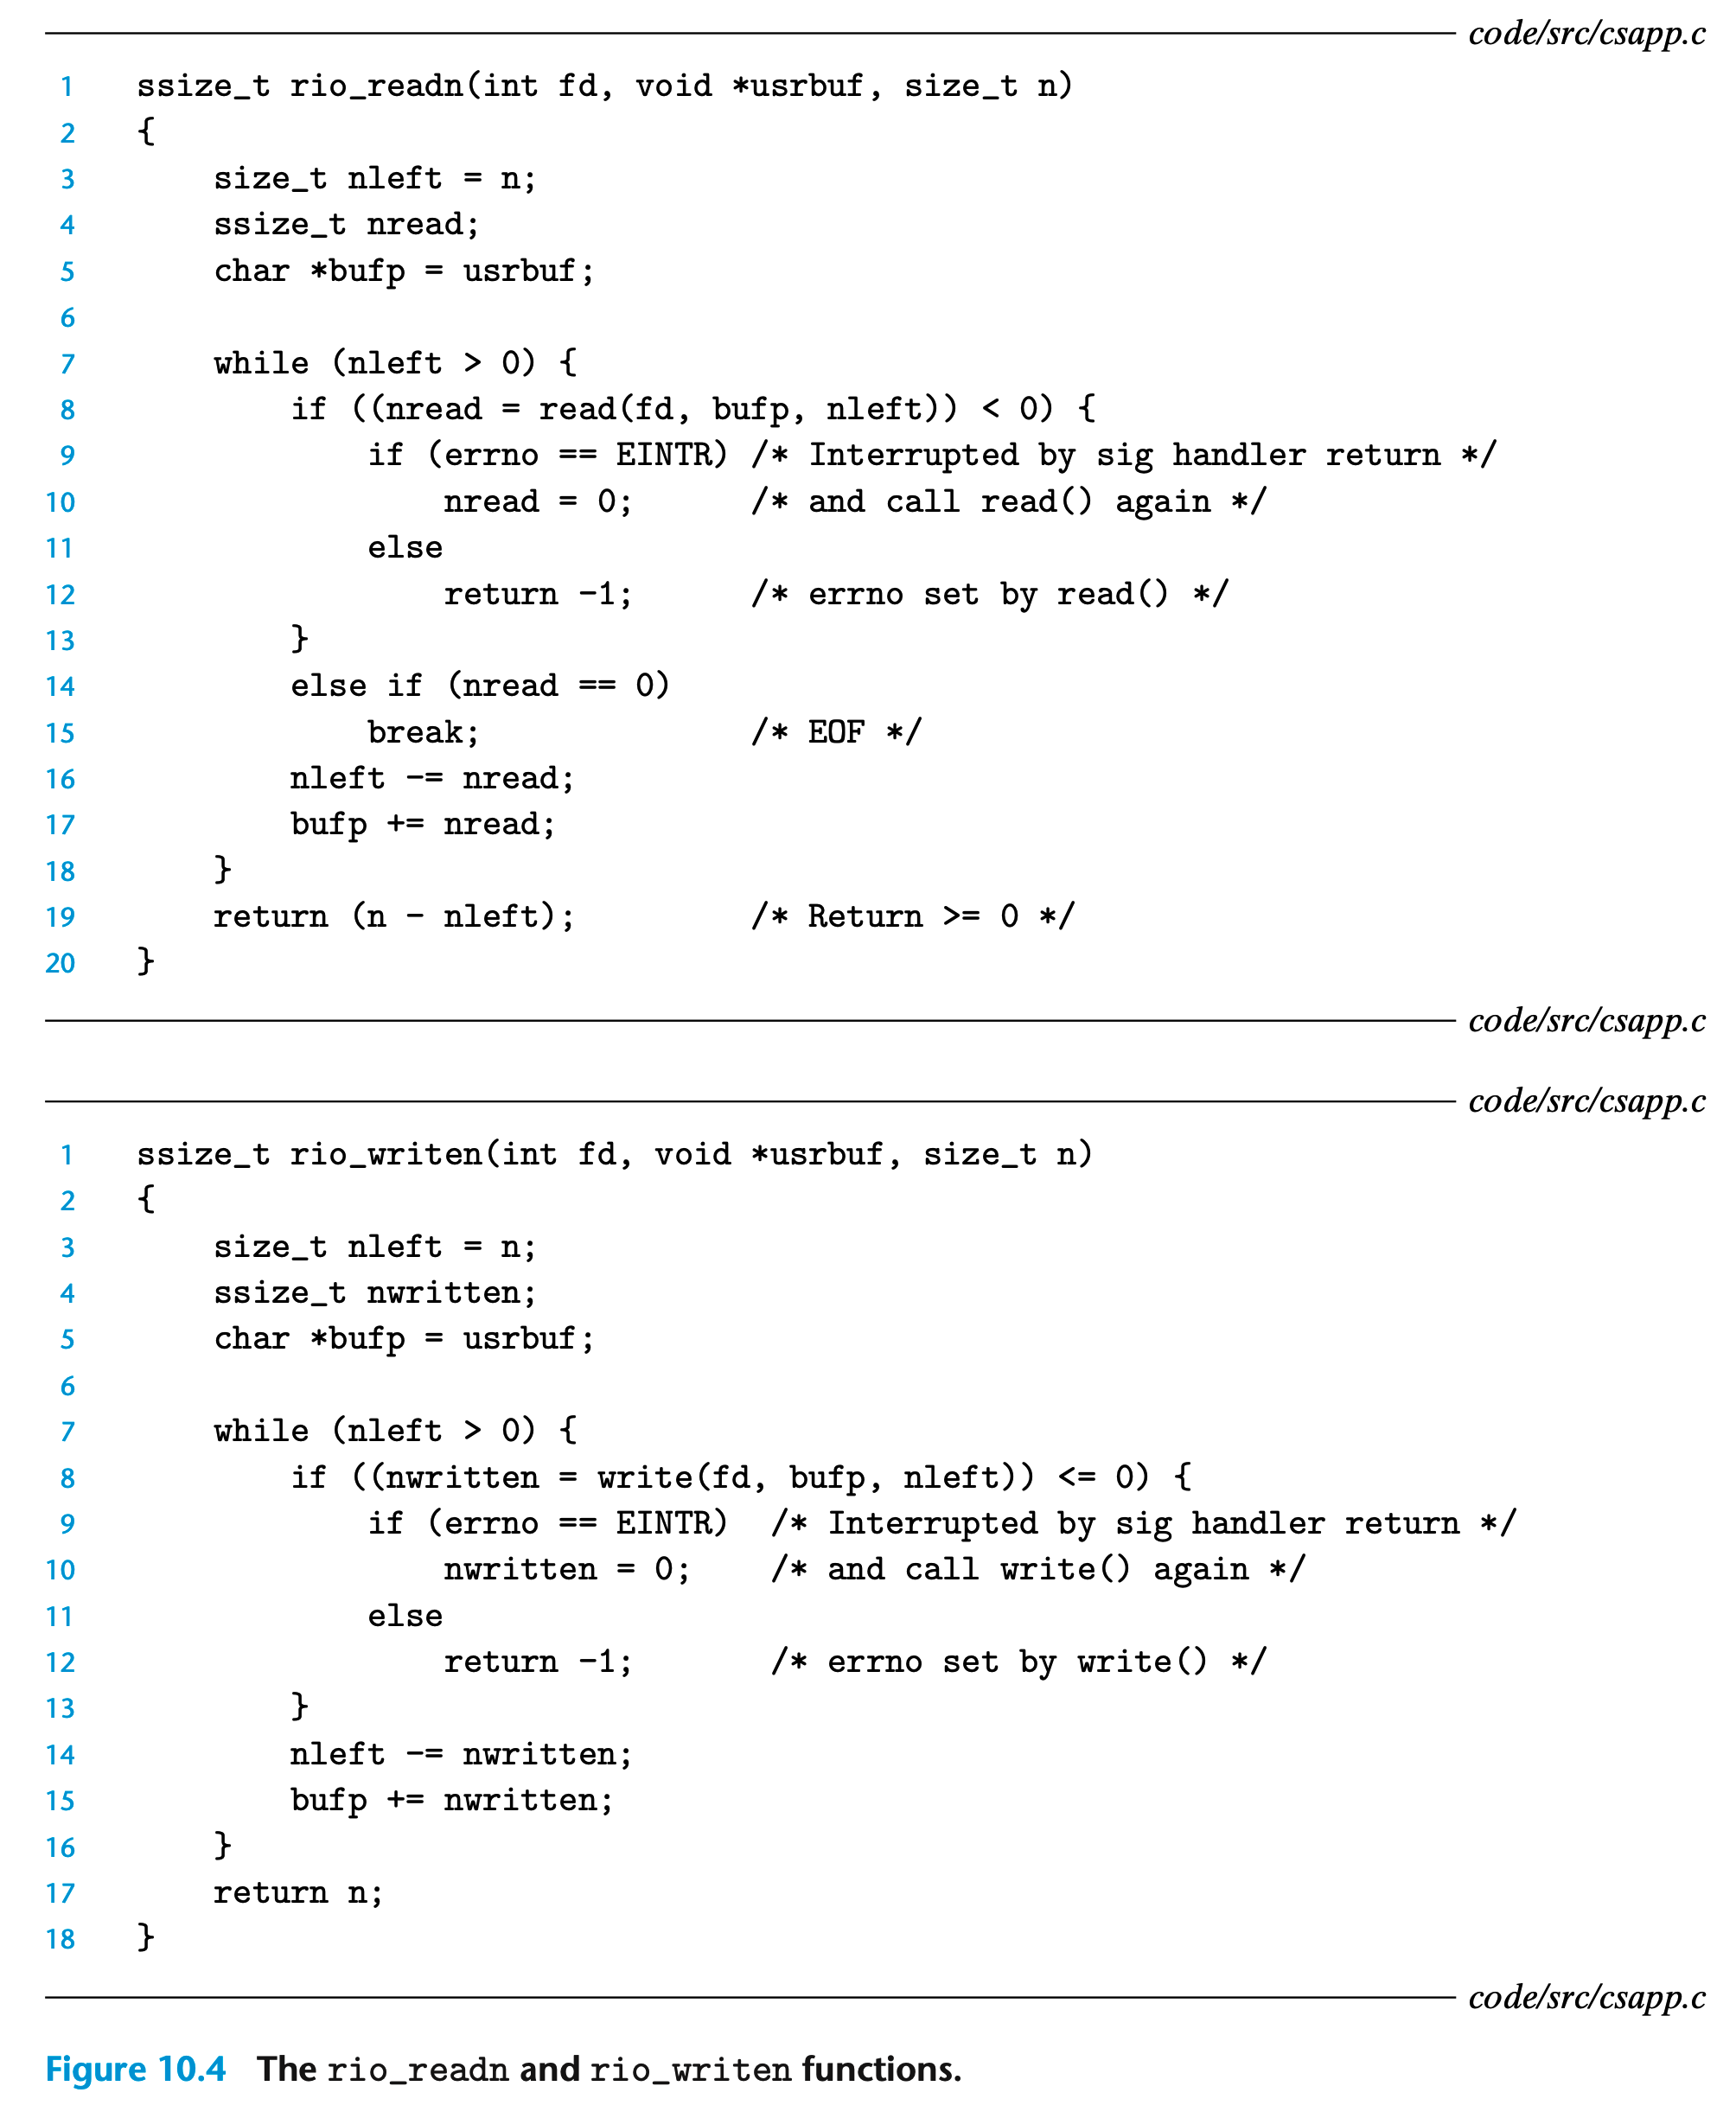 code/src/csapp.c
1 ssize_t rio_readn(int fd, void *usrbuf, size_t n)
2 {
3     size_t nleft = n;
4     ssize_t nread;
5     char *bufp = usrbuf;
6
7     while (nleft > 0) {
8         if ((nread = read(fd, bufp, nleft)) < 0) {
9             if (errno == EINTR) /* Interrupted by sig handler return */
10                 nread = 0;      /* and call read() again */
11             else
12                 return -1;      /* errno set by read() */
13         }
14         else if (nread == 0)
15             break;              /* EOF */
16         nleft -= nread;
17         bufp += nread;
18     }
19     return (n - nleft);         /* Return >= 0 */
20 }
code/src/csapp.c
code/src/csapp.c
1 ssize_t rio_writen(int fd, void *usrbuf, size_t n)
2 {
3     size_t nleft = n;
4     ssize_t nwritten;
5     char *bufp = usrbuf;
6
7     while (nleft > 0) {
8         if ((nwritten = write(fd, bufp, nleft)) <= 0) {
9             if (errno == EINTR)  /* Interrupted by sig handler return */
10                 nwritten = 0;    /* and call write() again */
11             else
12                 return -1;       /* errno set by write() */
13         }
14         nleft -= nwritten;
15         bufp += nwritten;
16     }
17     return n;
18 }
code/src/csapp.c
Figure 10.4 The rio_readn and rio_writen functions.